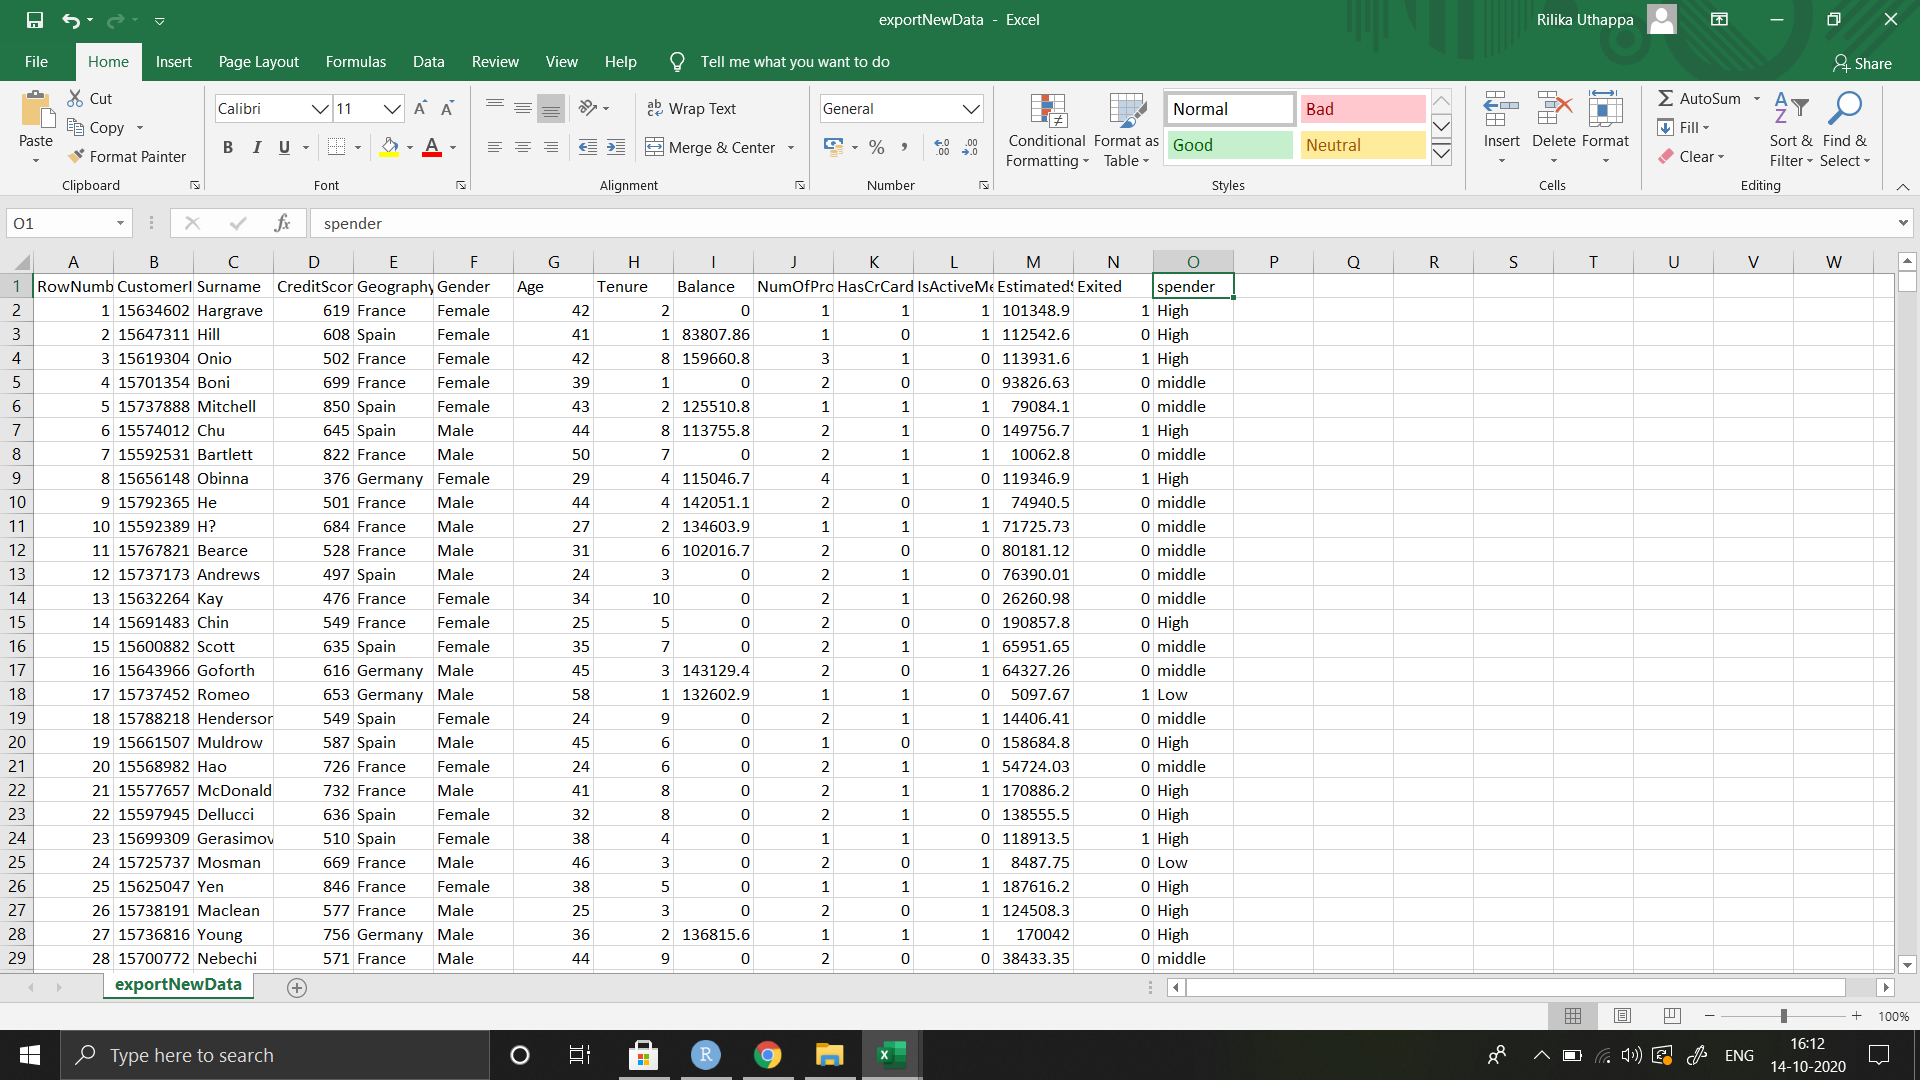 exportNewData - Excel
Rilika Uthappa
File Home Insert Page Layout Formulas Data Review View Help Tell me what you want to do Share
Paste Cut Copy Format Painter Clipboard
Calibri 11 B I U Font
Wrap Text Merge & Center Alignment
General % Number
Conditional Formatting Format as Table Normal Bad Good Neutral Styles
Insert Delete Format Cells
AutoSum Fill Clear Sort & Filter Find & Select Editing
O1 fx spender
A B C D E F G H I J K L M N O P Q R S T U V W
1 RowNumb CustomerI Surname CreditScor Geography Gender Age Tenure Balance NumOfPro HasCrCard IsActiveMe EstimatedS Exited spender
2 1 15634602 Hargrave 619 France Female 42 2 0 1 1 1 101348.9 1 High
3 2 15647311 Hill 608 Spain Female 41 1 83807.86 1 0 1 112542.6 0 High
4 3 15619304 Onio 502 France Female 42 8 159660.8 3 1 0 113931.6 1 High
5 4 15701354 Boni 699 France Female 39 1 0 2 0 0 93826.63 0 middle
6 5 15737888 Mitchell 850 Spain Female 43 2 125510.8 1 1 1 79084.1 0 middle
7 6 15574012 Chu 645 Spain Male 44 8 113755.8 2 1 0 149756.7 1 High
8 7 15592531 Bartlett 822 France Male 50 7 0 2 1 1 10062.8 0 middle
9 8 15656148 Obinna 376 Germany Female 29 4 115046.7 4 1 0 119346.9 1 High
10 9 15792365 He 501 France Male 44 4 142051.1 2 0 1 74940.5 0 middle
11 10 15592389 H? 684 France Male 27 2 134603.9 1 1 1 71725.73 0 middle
12 11 15767821 Bearce 528 France Male 31 6 102016.7 2 0 0 80181.12 0 middle
13 12 15737173 Andrews 497 Spain Male 24 3 0 2 1 0 76390.01 0 middle
14 13 15632264 Kay 476 France Female 34 10 0 2 1 0 26260.98 0 middle
15 14 15691483 Chin 549 France Female 25 5 0 2 0 0 190857.8 0 High
16 15 15600882 Scott 635 Spain Female 35 7 0 2 1 1 65951.65 0 middle
17 16 15643966 Goforth 616 Germany Male 45 3 143129.4 2 0 1 64327.26 0 middle
18 17 15737452 Romeo 653 Germany Male 58 1 132602.9 1 1 0 5097.67 1 Low
19 18 15788218 Henderson 549 Spain Female 24 9 0 2 1 1 14406.41 0 middle
20 19 15661507 Muldrow 587 Spain Male 45 6 0 1 0 0 158684.8 0 High
21 20 15568982 Hao 726 France Female 24 6 0 2 1 1 54724.03 0 middle
22 21 15577657 McDonald 732 France Male 41 8 0 2 1 1 170886.2 0 High
23 22 15597945 Dellucci 636 Spain Female 32 8 0 2 1 0 138555.5 0 High
24 23 15699309 Gerasimov 510 Spain Female 38 4 0 1 1 0 118913.5 1 High
25 24 15725737 Mosman 669 France Male 46 3 0 2 0 1 8487.75 0 Low
26 25 15625047 Yen 846 France Female 38 5 0 1 1 1 187616.2 0 High
27 26 15738191 Maclean 577 France Male 25 3 0 2 0 1 124508.3 0 High
28 27 15736816 Young 756 Germany Male 36 2 136815.6 1 1 1 170042 0 High
29 28 15700772 Nebechi 571 France Male 44 9 0 2 0 0 38433.35 0 middle
exportNewData
100%
Type here to search
ENG
16:12
14-10-2020